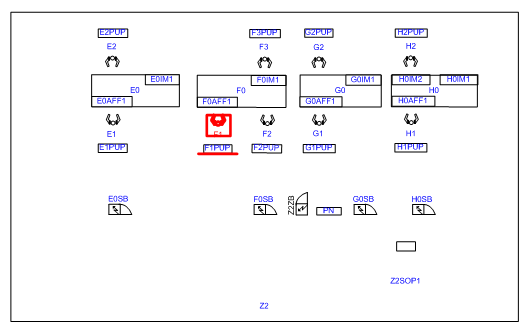 E2PUP F3PUP G2PUP H2PUP
E2 F3 G2 H2
E0IM1 F0IM1 G0IM1 H0IM2 H0IM1
E0 F0 G0 H0
E0AFF1 F0AFF1 G0AFF1 H0AFF1
E1 F1 F2 G1 H1
E1PUP F1PUP F2PUP G1PUP H1PUP
E0SB F0SB Z2ZB G0SB H0SB
PN
Z2SOP1
Z2